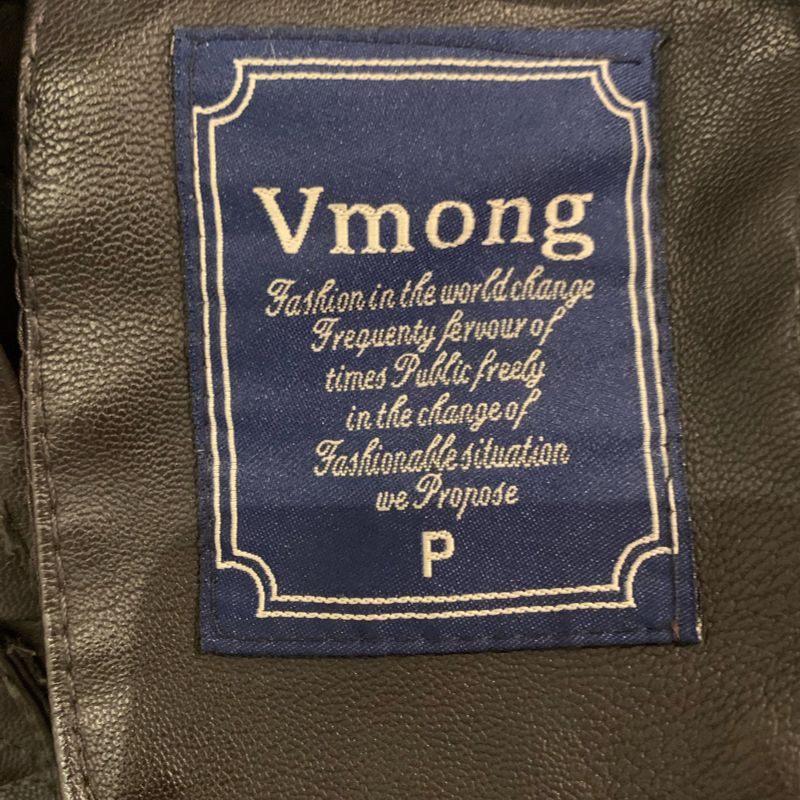 Vmong
Fashion in the world change
Frequenty fervour of
times Public freely
in the change of
Fashionable situation
we Propose
P